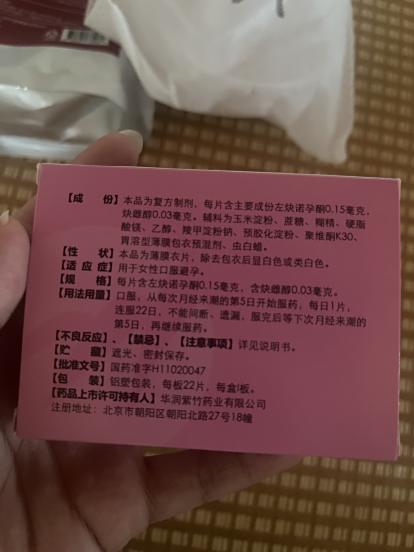 【成　份】本品为复方制剂，每片含主要成份左炔诺孕酮0.15毫克，
炔雌醇0.03毫克。辅料为玉米淀粉、蔗糖、糊精、硬脂
酸镁、乙醇、羧甲淀粉钠、预胶化淀粉、聚维酮K30、
胃溶型薄膜包衣预混剂、虫白蜡。
【性　状】本品为薄膜衣片，除去包衣后显白色或类白色。
【适 应 症】用于女性口服避孕。
【规　格】每片含左炔诺孕酮0.15毫克，含炔雌醇0.03毫克。
【用法用量】口服，从每次月经来潮的第5日开始服药，每日1片，
连服22日，不能间断、遗漏，服完后等下次月经来潮的
第5日，再继续服药。
【不良反应】、【禁忌】、【注意事项】详见说明书。
【贮　藏】遮光、密封保存。
【批准文号】国药准字H11020047
【包　装】铝塑包装，每板22片，每盒1板。
【药品上市许可持有人】华润紫竹药业有限公司
注册地址：北京市朝阳区朝阳北路27号18幢